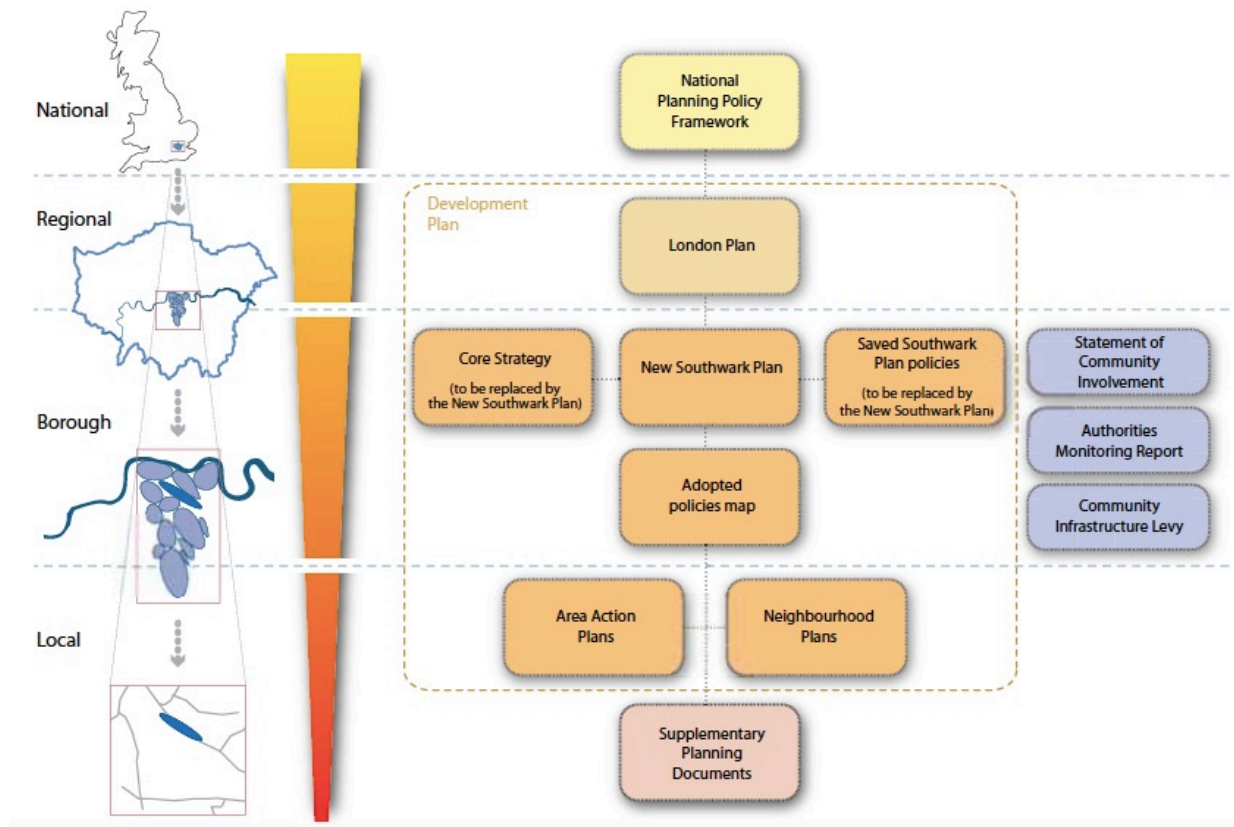 National
National
Planning Policy
Framework
Regional
Development
Plan
London Plan
Core Strategy
(to be replaced by
the New Southwark Plan)
New Southwark Plan
Saved Southwark
Plan policies
(to be replaced by
the New Southwark Plan)
Statement of
Community
Involvement
Borough
Authorities
Monitoring Report
Adopted
policies map
Community
Infrastructure Levy
Local
Area Action
Plans
Neighbourhood
Plans
Supplementary
Planning
Documents